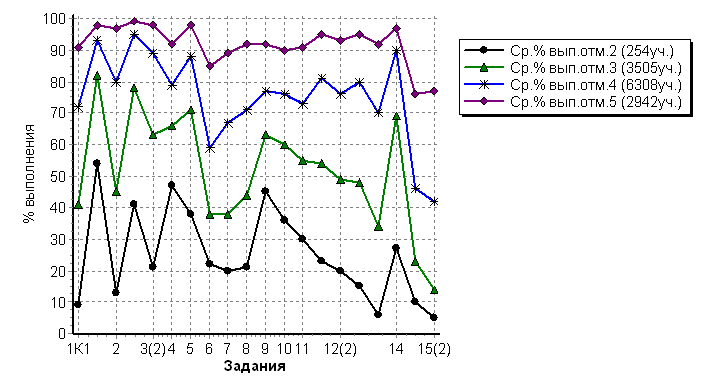 100
90
80
70
60
50
40
30
20
10
0
% выполнения
1К1 2 3(2) 4 5 6 7 8 9 10 11 12(2) 14 15(2)
Задания
Ср.% вып.отм.2 (254уч.)
Ср.% вып.отм.3 (3505уч.)
Ср.% вып.отм.4 (6308уч.)
Ср.% вып.отм.5 (2942уч.)